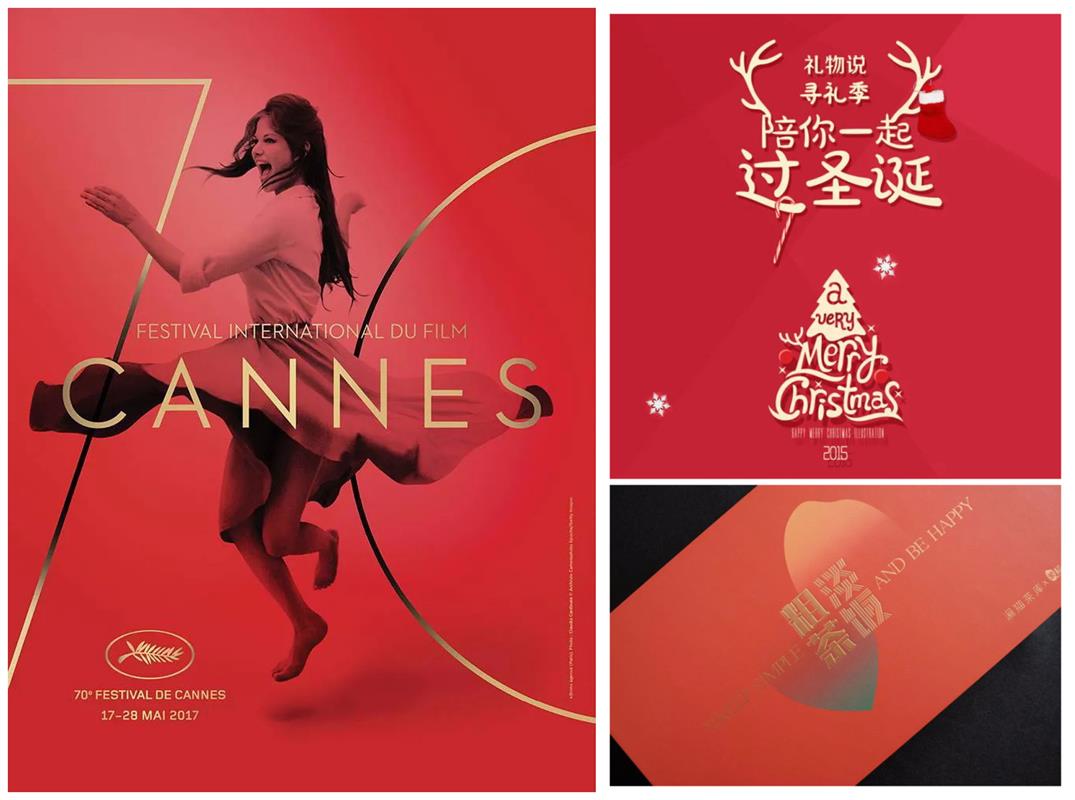 70
FESTIVAL INTERNATIONAL DU FILM
CANNES
70e FESTIVAL DE CANNES
17–28 MAI 2017
礼物说
寻礼季
陪你一起
过圣诞
a
very
Merry
Christmas
HAPPY MERRY CHRISTMAS ILLUSTRATION
2015
粗淡
茶饭
SIMPLE AND BE HAPPY